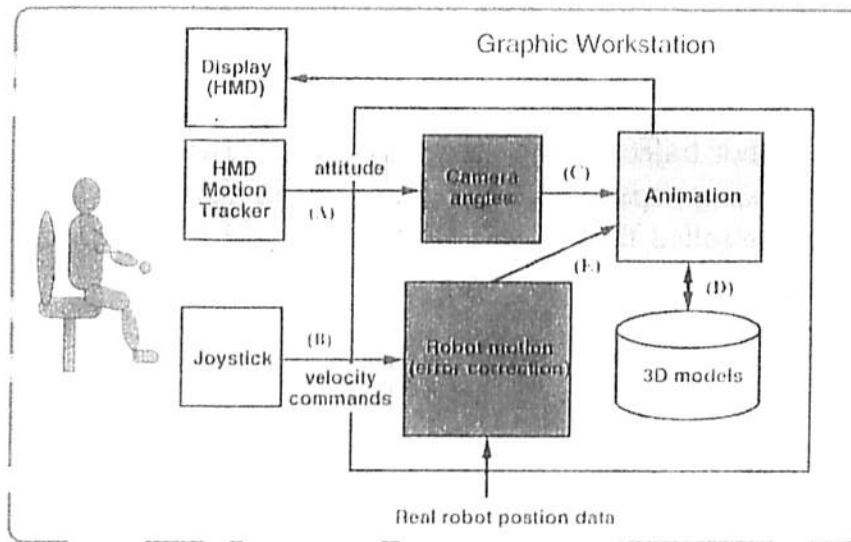 Graphic Workstation
Display
(HMD)
HMD
Motion
Tracker
attitude
(A)
Camera
angles
(C)
Animation
(E)
(D)
Joystick
(B)
velocity
commands
Robot motion
(error correction)
3D models
Real robot postion data